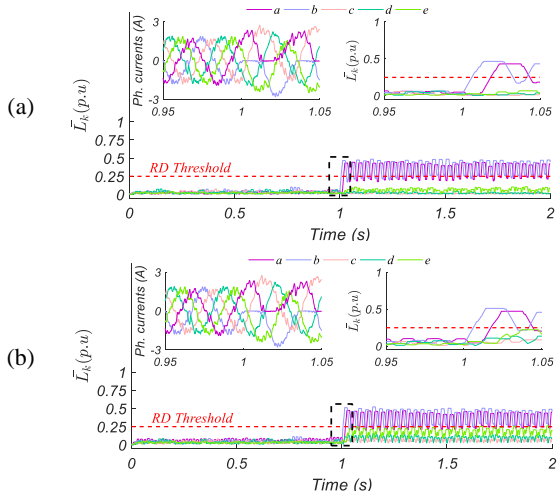 a b c d e
Ph. currents (A)
3
0
-3
0.95 1 1.05
L̄k(p.u)
1
0.5
0
0.95 1 1.05
(a)
L̄k(p.u)
1
0.75
0.5
0.25
0
RD Threshold
0 0.5 1 1.5 2
Time (s)
a b c d e
Ph. currents (A)
3
0
-3
0.95 1 1.05
L̄k(p.u)
1
0.5
0
0.95 1 1.05
(b)
L̄k(p.u)
1
0.75
0.5
0.25
0
RD Threshold
0 0.5 1 1.5 2
Time (s)